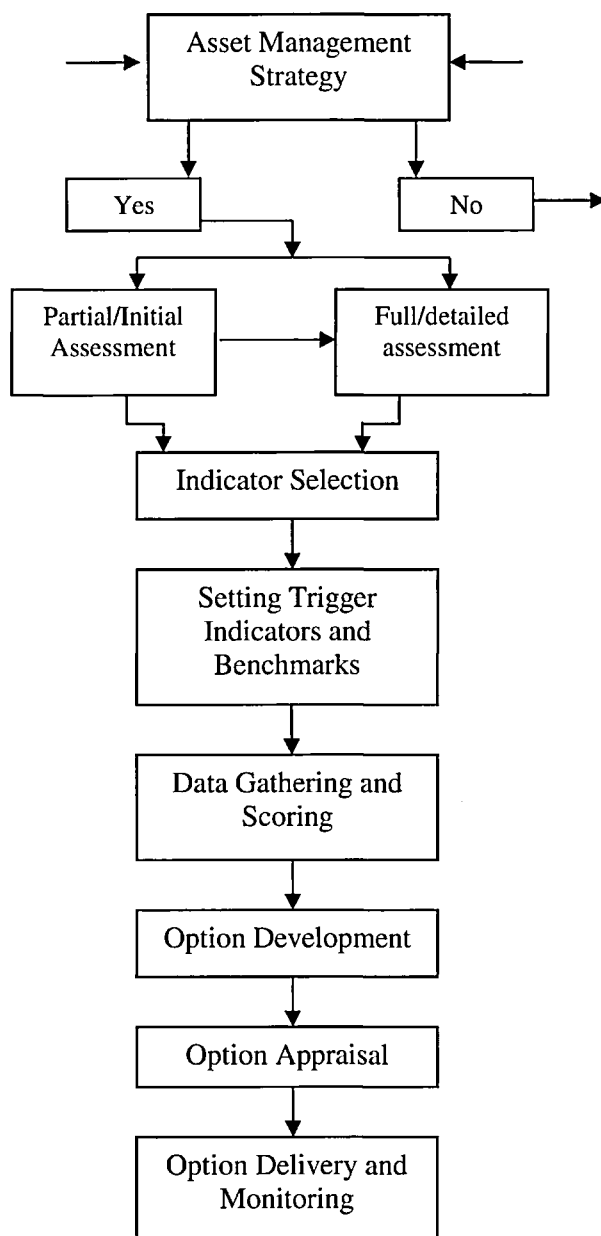 Asset Management
Strategy
Yes
No
Partial/Initial
Assessment
Full/detailed
assessment
Indicator Selection
Setting Trigger
Indicators and
Benchmarks
Data Gathering and
Scoring
Option Development
Option Appraisal
Option Delivery and
Monitoring